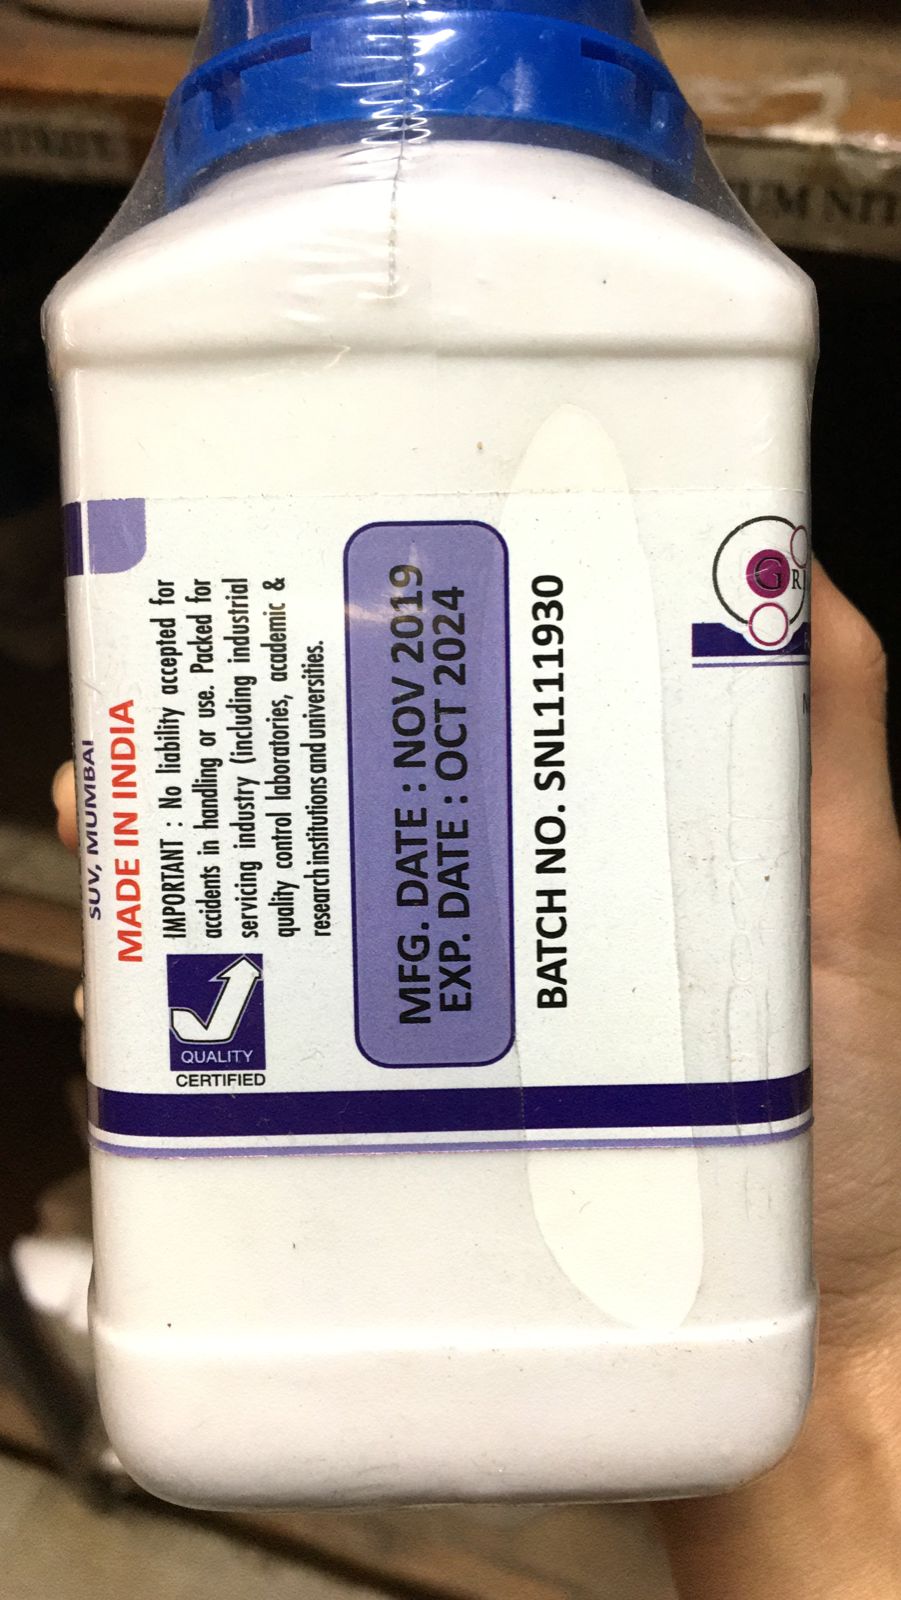 SUV, MUMBAI
MADE IN INDIA
IMPORTANT : No liability accepted for
accidents in handling or use. Packed for
servicing industry (including industrial
quality control laboratories, academic &
research institutions and universities.
QUALITY
CERTIFIED
MFG. DATE : NOV 2019
EXP. DATE : OCT 2024
BATCH NO. SNL111930
UM NIT